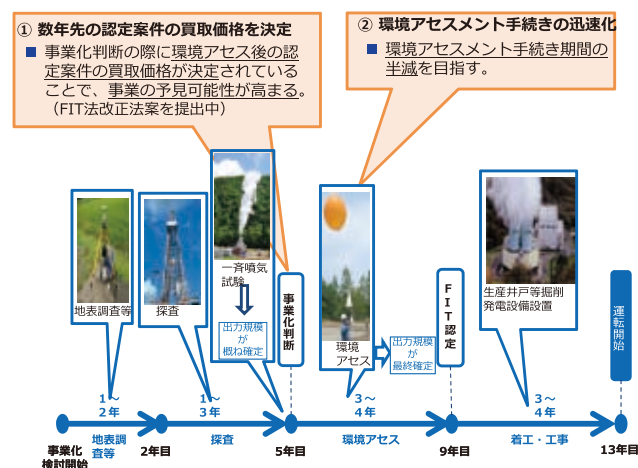 ① 数年先の認定案件の買取価格を決定
■ 事業化判断の際に環境アセス後の認
定案件の買取価格が決定されている
ことで、事業の予見可能性が高まる。
(FIT法改正法案を提出中)
② 環境アセスメント手続きの迅速化
■ 環境アセスメント手続き期間の
半減を目指す。
地表調査等
探査
一斉噴気
試験
出力規模
が
概ね確定
事業化判断
環境
アセス
出力規模
が
最終確定
FIT認定
生産井戸等掘削
発電設備設置
運転開始
1~
2年
1~
3年
3~
4年
3~
4年
事業化
検討開始
地表調
査等
2年目
探査
5年目
環境アセス
9年目
着工・工事
13年目